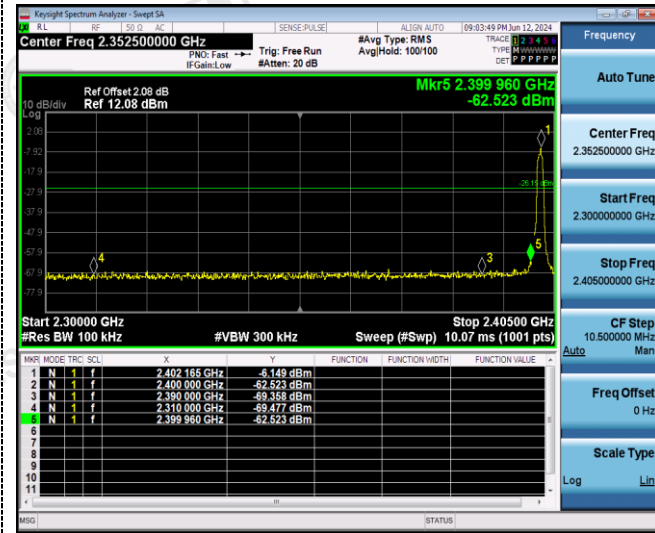 Keysight Spectrum Analyzer - Swept SA
RL RF 50 Ω AC SENSE:PULSE ALIGN AUTO 09:03:49 PM Jun 12, 2024
Center Freq 2.352500000 GHz
PNO: Fast
IFGain:Low
Trig: Free Run
#Atten: 20 dB
#Avg Type: RMS
Avg|Hold: 100/100
TRACE 1 2 3 4 5 6
TYPE M W W W W W
DET P P P P P P
Mkr5 2.399 960 GHz
-62.523 dBm
Ref Offset 2.08 dB
10 dB/div Ref 12.08 dBm
Log
2.08
-7.92
-17.9
-27.9
-37.9
-47.9
-57.9
-67.9
-77.9
1
-26.15 dBm
5
4
3
Start 2.30000 GHz Stop 2.40500 GHz
#Res BW 100 kHz #VBW 300 kHz Sweep (#Swp) 10.07 ms (1001 pts)
MKR MODE TRC SCL X Y FUNCTION FUNCTION WIDTH FUNCTION VALUE
1 N 1 f 2.402 165 GHz -6.149 dBm
2 N 1 f 2.400 000 GHz -62.523 dBm
3 N 1 f 2.390 000 GHz -69.358 dBm
4 N 1 f 2.310 000 GHz -69.477 dBm
5 N 1 f 2.399 960 GHz -62.523 dBm
6
7
8
9
10
11
MSG STATUS
Frequency
Auto Tune
Center Freq
2.352500000 GHz
Start Freq
2.300000000 GHz
Stop Freq
2.405000000 GHz
CF Step
10.500000 MHz
Auto Man
Freq Offset
0 Hz
Scale Type
Log Lin